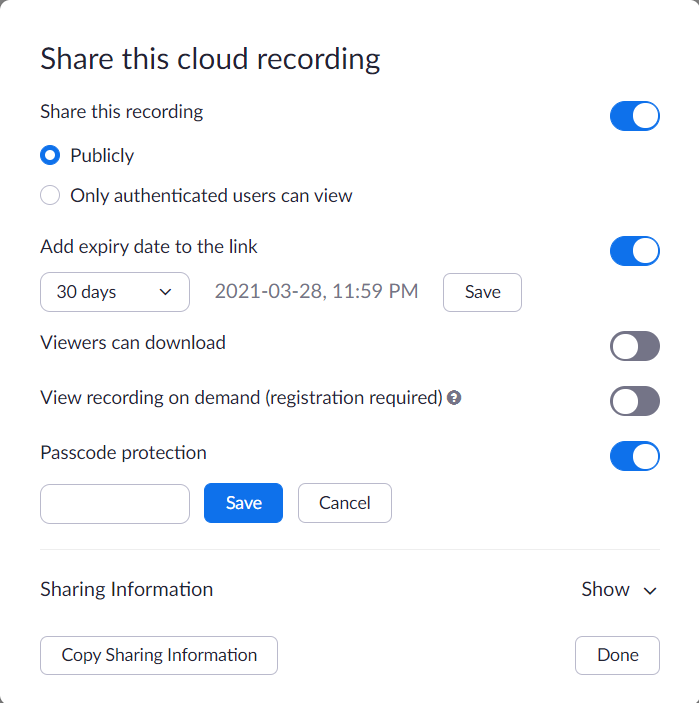 Share this cloud recording
Share this recording
Publicly
Only authenticated users can view
Add expiry date to the link
30 days 2021-03-28, 11:59 PM Save
Viewers can download
View recording on demand (registration required) ?
Passcode protection
Save Cancel
Sharing Information Show
Copy Sharing Information Done